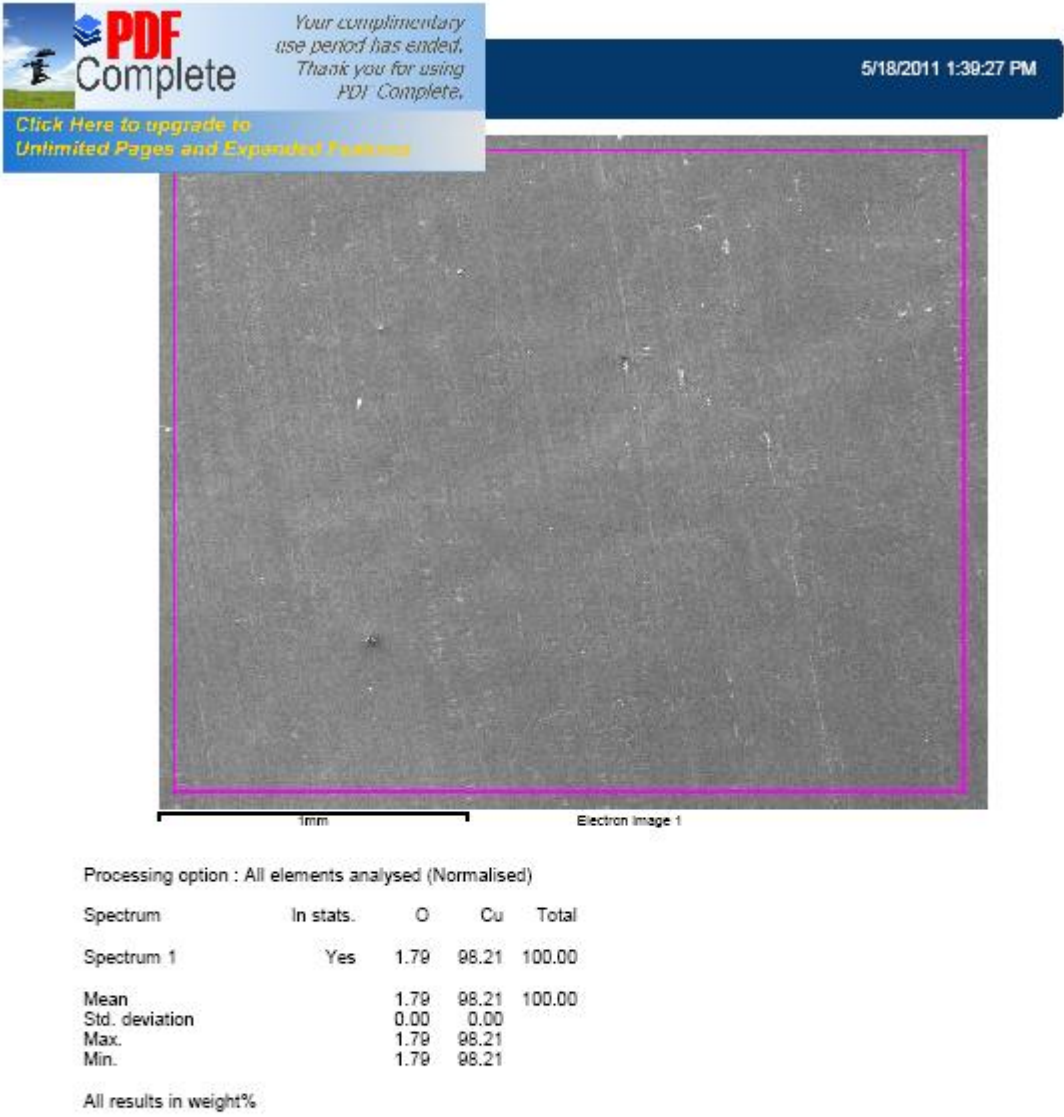 PDF
Complete
Your complimentary
use period has ended.
Thank you for using
PDF Complete.
Click Here to upgrade to
Unlimited Pages and Expanded Features
5/18/2011 1:39:27 PM
1mm
Electron Image 1
Processing option : All elements analysed (Normalised)
Spectrum In stats. O Cu Total
Spectrum 1 Yes 1.79 98.21 100.00
Mean 1.79 98.21 100.00
Std. deviation 0.00 0.00
Max. 1.79 98.21
Min. 1.79 98.21
All results in weight%